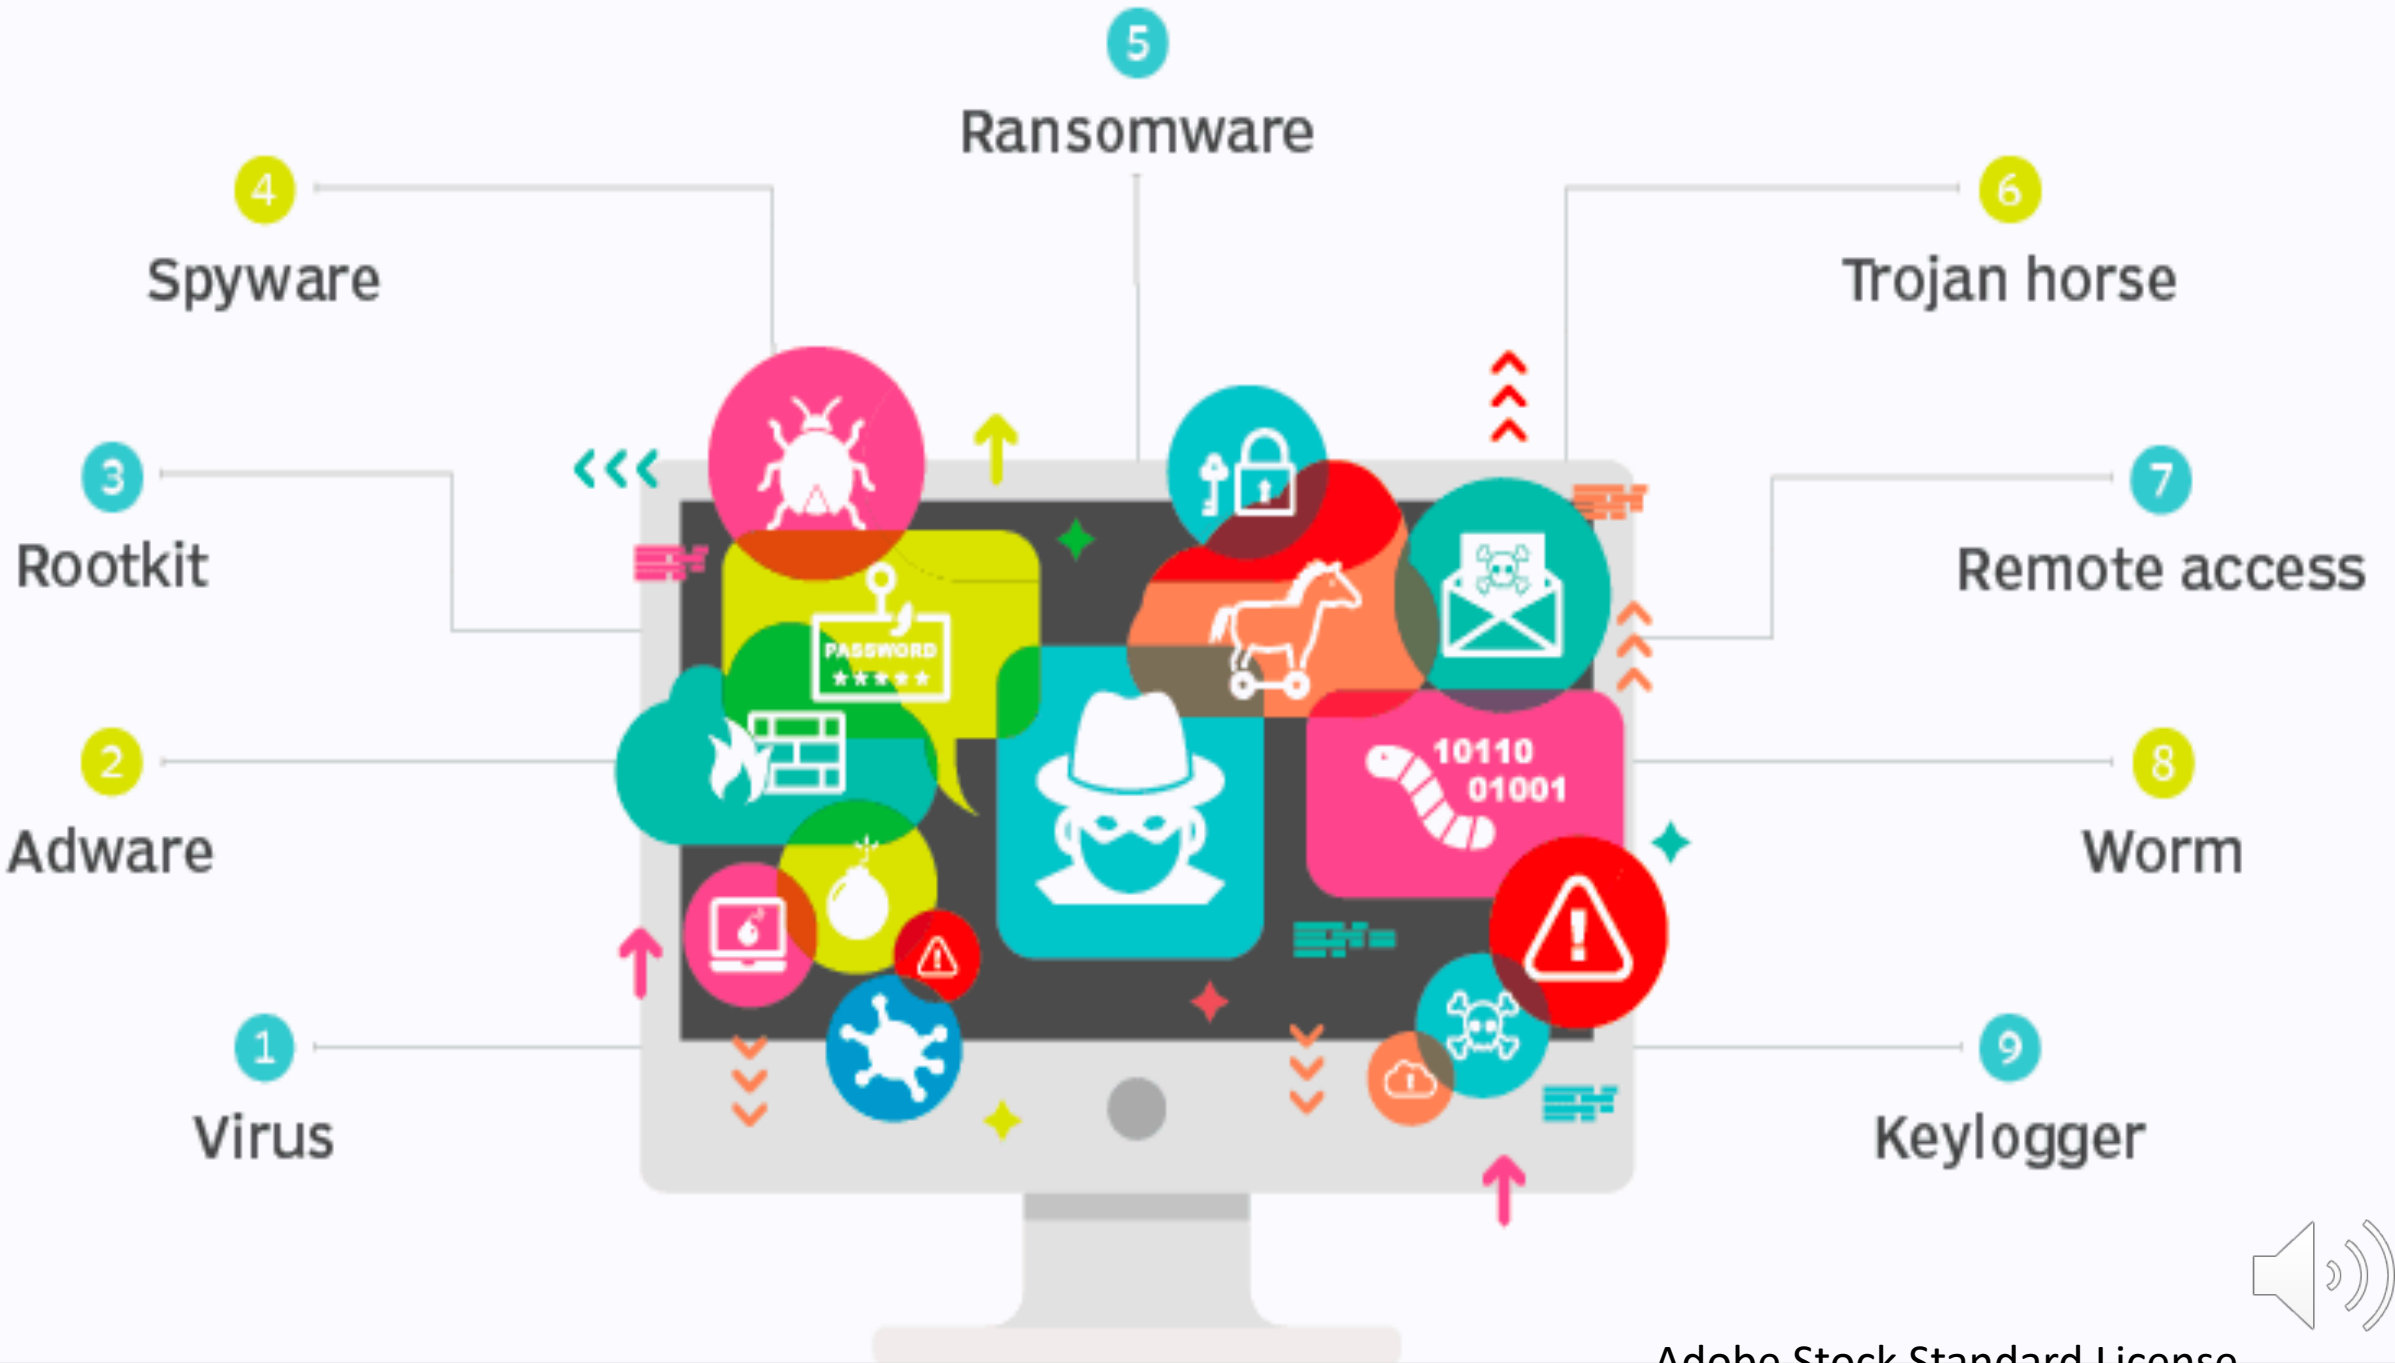 5
Ransomware
4
Spyware
6
Trojan horse
3
Rootkit
7
Remote access
PASSWORD
*****
2
Adware
10110
01001
8
Worm
1
Virus
9
Keylogger
Adobe Stock Standard License